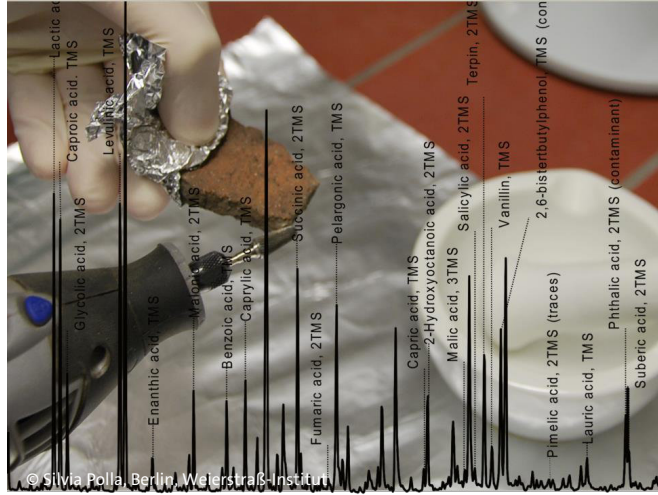 Lactic ac
Caproic acid, TMS
Glycolic acid, 2TMS
Levulinic acid, TMS
Enanthic acid, TMS
Malonic acid, 2TMS
Benzoic acid, TMS
Caprylic acid, TMS
Succinic acid, 2TMS
Fumaric acid, 2TMS
Pelargonic acid, TMS
Capric acid, TMS
2-Hydroxyoctanoic acid, 2TMS
Malic acid, 3TMS
Salicylic acid, 2TMS
Terpin, 2TMS
Vanillin, TMS
2,6-bistertbutylphenol, TMS (con
Pimelic acid, 2TMS (traces)
Lauric acid, TMS
Phthalic acid, 2TMS (contaminant)
Suberic acid, 2TMS
© Silvia Polla, Berlin, Weierstraß-Institut